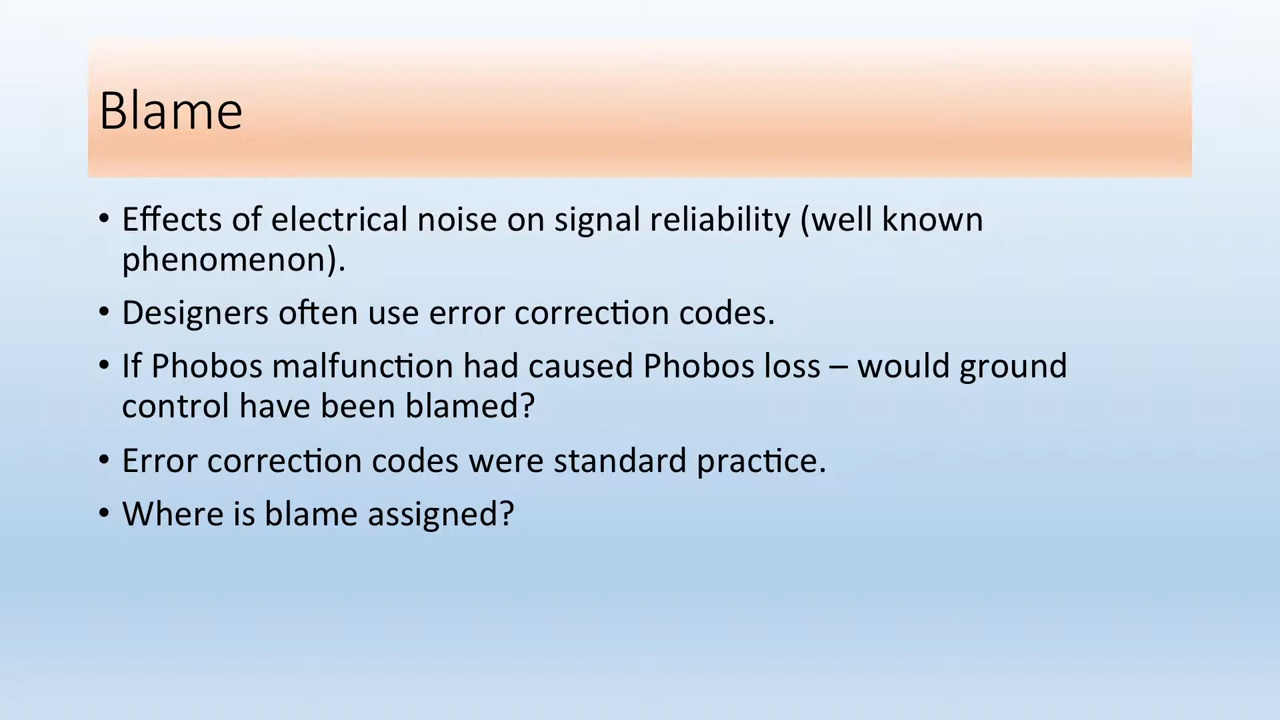 Blame
• Effects of electrical noise on signal reliability (well known
phenomenon).
• Designers often use error correction codes.
• If Phobos malfunction had caused Phobos loss – would ground
control have been blamed?
• Error correction codes were standard practice.
• Where is blame assigned?